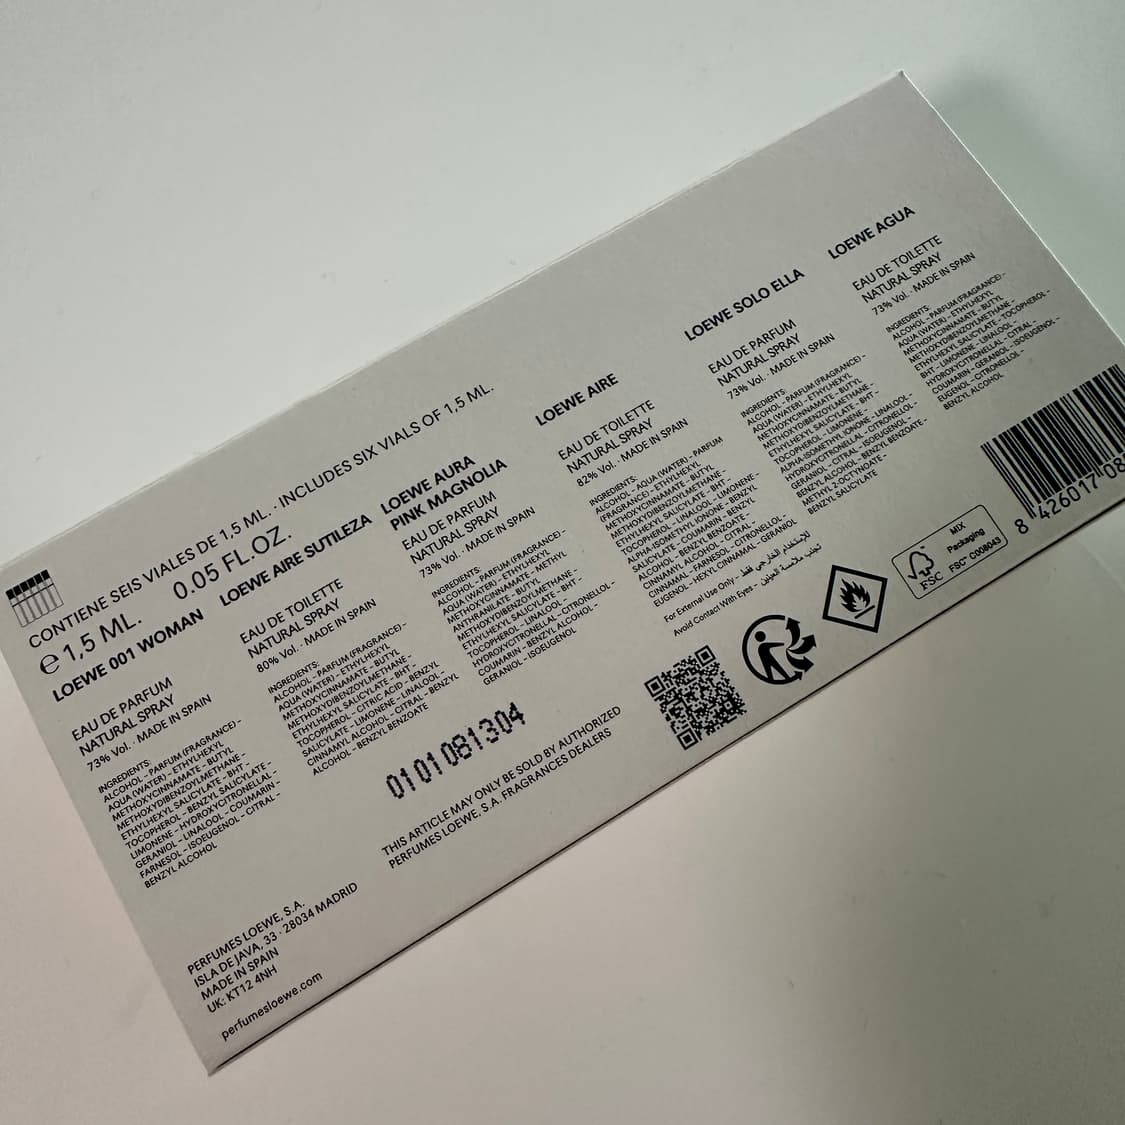 CONTIENE SEIS VIALES DE 1,5 ML. · INCLUDES SIX VIALS OF 1,5 ML.
℮ 1,5 ML. 0.05 FL.OZ.
LOEWE 001 WOMAN
EAU DE PARFUM
NATURAL SPRAY
73% Vol. · MADE IN SPAIN
INGREDIENTS:
ALCOHOL - PARFUM (FRAGRANCE) -
AQUA (WATER) - ETHYLHEXYL
METHOXYCINNAMATE - BUTYL
METHOXYDIBENZOYLMETHANE -
ETHYLHEXYL SALICYLATE - BHT -
TOCOPHEROL - BENZYL SALICYLATE -
LIMONENE - HYDROXYCITRONELLAL -
GERANIOL - LINALOOL - COUMARIN -
FARNESOL - ISOEUGENOL - CITRAL -
BENZYL ALCOHOL
LOEWE AIRE SUTILEZA
EAU DE TOILETTE
NATURAL SPRAY
80% Vol. · MADE IN SPAIN
INGREDIENTS:
ALCOHOL - PARFUM (FRAGRANCE) -
AQUA (WATER) - ETHYLHEXYL
METHOXYCINNAMATE - BUTYL
METHOXYDIBENZOYLMETHANE -
ETHYLHEXYL SALICYLATE - BHT -
TOCOPHEROL - CITRIC ACID - BENZYL
SALICYLATE - LIMONENE - LINALOOL -
CINNAMYL ALCOHOL - CITRAL - BENZYL
ALCOHOL - BENZYL BENZOATE
LOEWE AURA
PINK MAGNOLIA
EAU DE PARFUM
NATURAL SPRAY
73% Vol. · MADE IN SPAIN
INGREDIENTS:
ALCOHOL - PARFUM (FRAGRANCE) -
AQUA (WATER) - ETHYLHEXYL
METHOXYCINNAMATE - METHYL
ANTHRANILATE - BUTYL
METHOXYDIBENZOYLMETHANE -
ETHYLHEXYL SALICYLATE - BHT -
TOCOPHEROL - LINALOOL -
HYDROXYCITRONELLAL - CITRONELLOL -
COUMARIN - BENZYL ALCOHOL -
GERANIOL - ISOEUGENOL
LOEWE AIRE
EAU DE TOILETTE
NATURAL SPRAY
82% Vol. · MADE IN SPAIN
INGREDIENTS:
ALCOHOL - AQUA (WATER) - PARFUM
(FRAGRANCE) - ETHYLHEXYL
METHOXYCINNAMATE - BUTYL
METHOXYDIBENZOYLMETHANE -
ETHYLHEXYL SALICYLATE - BHT -
TOCOPHEROL - LINALOOL - LIMONENE -
ALPHA-ISOMETHYL IONONE - BENZYL
SALICYLATE - COUMARIN - BENZYL
ALCOHOL - BENZYL BENZOATE -
CINNAMYL ALCOHOL - CITRONELLOL -
CINNAMAL - FARNESOL - CITRAL -
EUGENOL - HEXYL CINNAMAL - GERANIOL
LOEWE SOLO ELLA
EAU DE PARFUM
NATURAL SPRAY
73% Vol. · MADE IN SPAIN
INGREDIENTS:
ALCOHOL - PARFUM (FRAGRANCE) -
AQUA (WATER) - ETHYLHEXYL
METHOXYCINNAMATE - BUTYL
METHOXYDIBENZOYLMETHANE -
ETHYLHEXYL SALICYLATE - BHT -
TOCOPHEROL - LIMONENE -
ALPHA-ISOMETHYL IONONE - LINALOOL -
HYDROXYCITRONELLAL - CITRONELLOL -
GERANIOL - CITRAL - ISOEUGENOL -
BENZYL ALCOHOL - BENZYL BENZOATE -
METHYL 2-OCTYNOATE -
BENZYL SALICYLATE
LOEWE AGUA
EAU DE TOILETTE
NATURAL SPRAY
73% Vol. · MADE IN SPAIN
INGREDIENTS:
ALCOHOL - PARFUM (FRAGRANCE) -
AQUA (WATER) - ETHYLHEXYL
METHOXYCINNAMATE - BUTYL
METHOXYDIBENZOYLMETHANE -
ETHYLHEXYL SALICYLATE - TOCOPHEROL -
BHT - LIMONENE - LINALOOL -
HYDROXYCITRONELLAL - CITRAL -
COUMARIN - GERANIOL - ISOEUGENOL -
EUGENOL - CITRONELLOL -
BENZYL ALCOHOL
للإستخدام الخارجي فقط - For External Use Only
تجنب ملامسة العينين - Avoid Contact With Eyes
0101081304
THIS ARTICLE MAY ONLY BE SOLD BY AUTHORIZED
PERFUMES LOEWE. S.A. FRAGRANCES DEALERS
FSC
MIX
Packaging
FSC® C008043
8 426017 08
PERFUMES LOEWE, S.A.
ISLA DE JAVA, 33 · 28034 MADRID
MADE IN SPAIN
UK: KT12 4NH
perfumesloewe.com